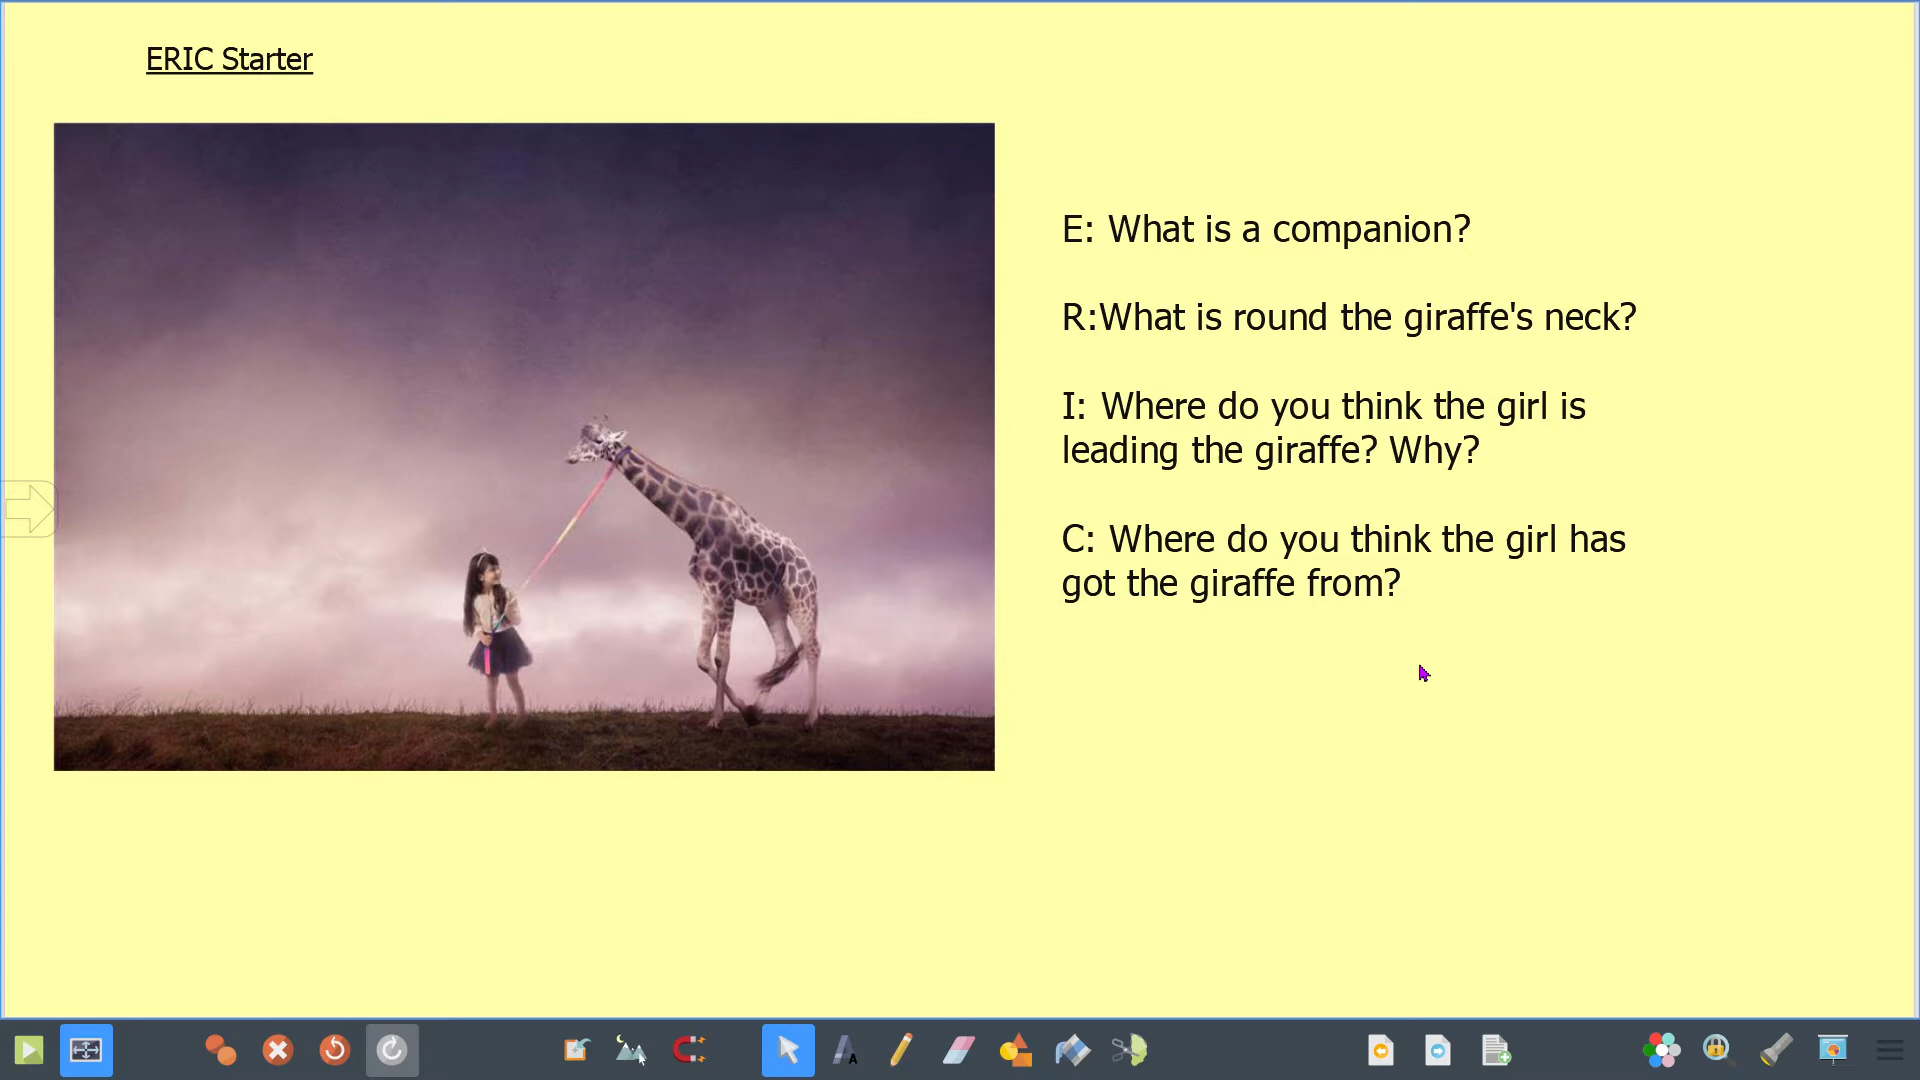 ERIC Starter
E: What is a companion?
R:What is round the giraffe's neck?
I: Where do you think the girl is
leading the giraffe? Why?
C: Where do you think the girl has
got the giraffe from?